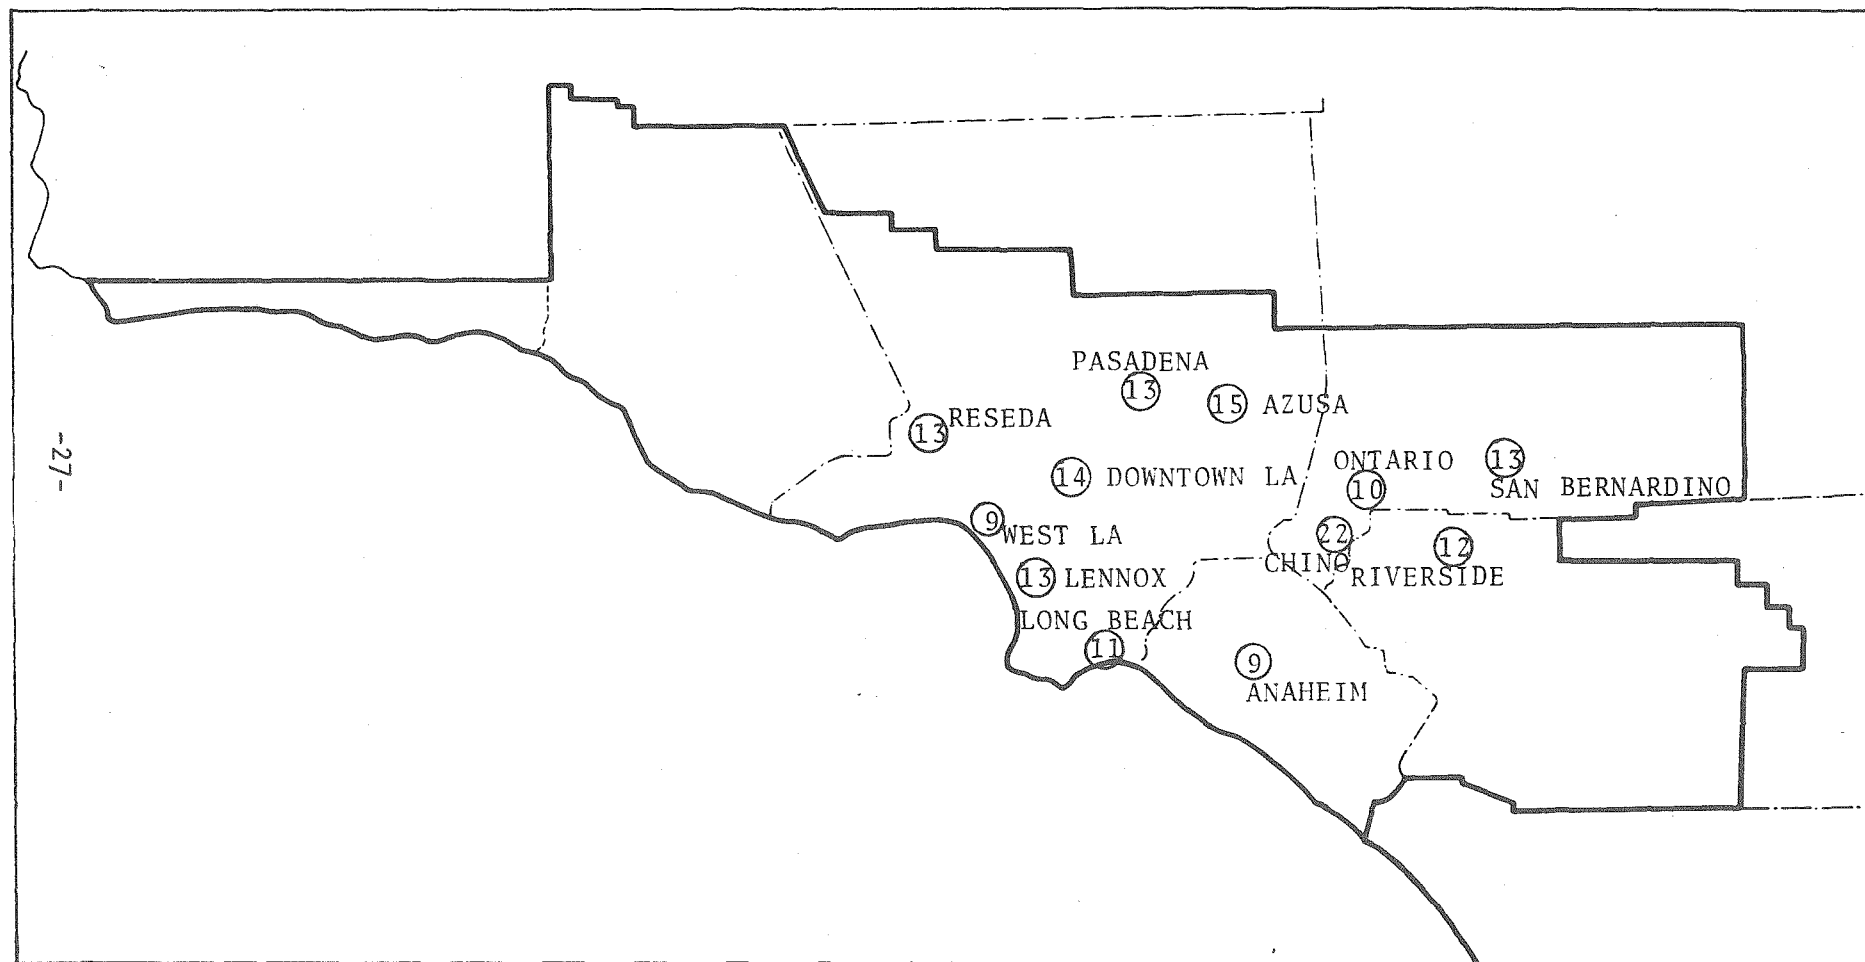 PASADENA
13
15 AZUSA
RESEDA
13
ONTARIO
13
14 DOWNTOWN LA
10
SAN BERNARDINO
9
WEST LA
22
12
CHINO
RIVERSIDE
13 LENNOX
LONG BEACH
11
9
ANAHEIM
-27-